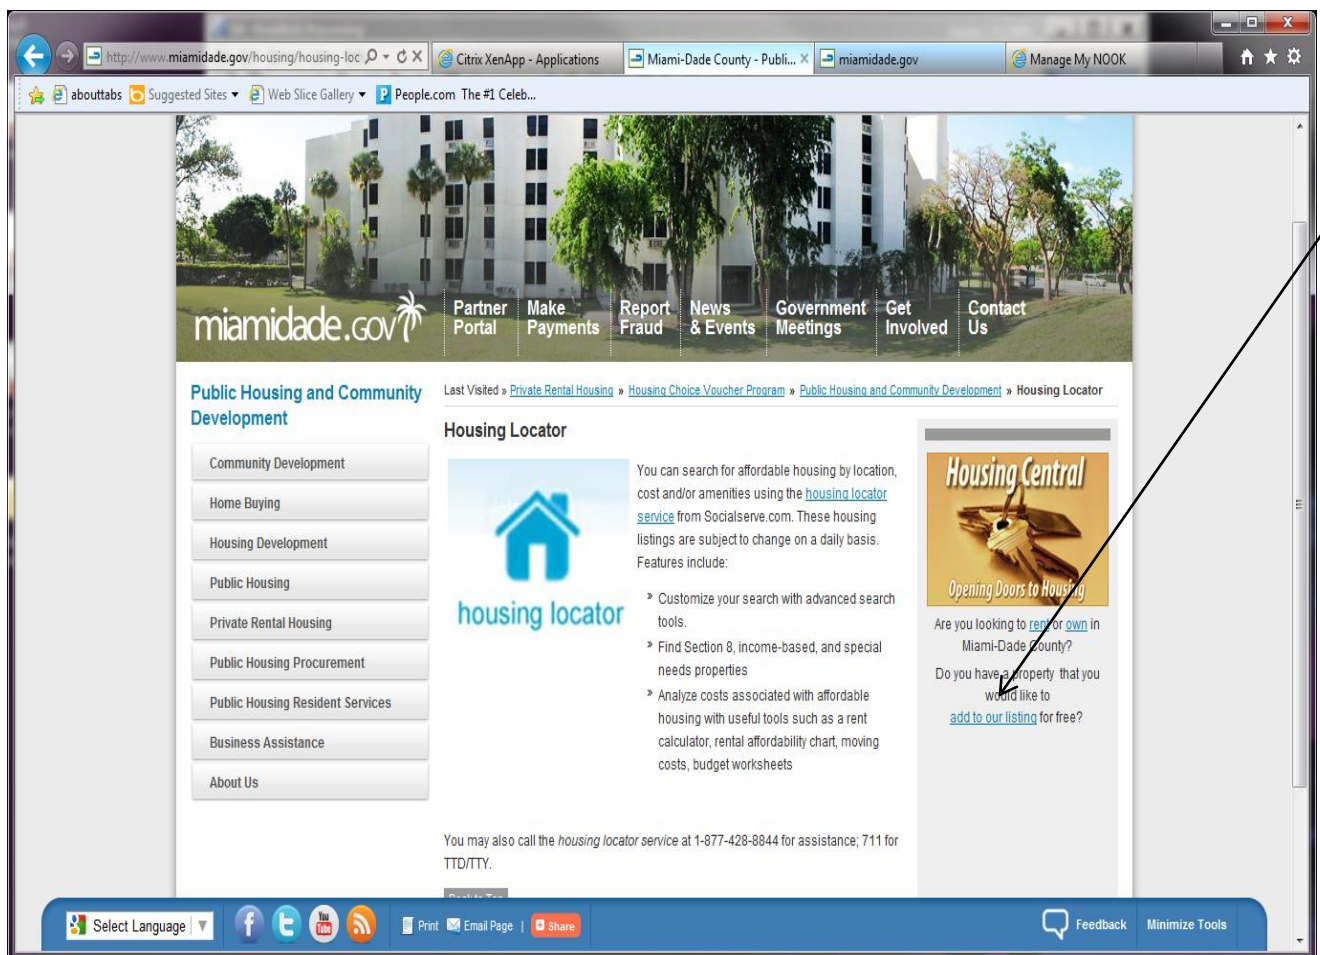 http://www.miamidade.gov/housing/housing-loc
Citrix XenApp - Applications
Miami-Dade County - Publi...
miamidade.gov
Manage My NOOK
abouttabs
Suggested Sites
Web Slice Gallery
People.com The #1 Celeb...
miamidade.gov
Partner Portal
Make Payments
Report Fraud
News & Events
Government Meetings
Get Involved
Contact Us
Public Housing and Community
Development
Community Development
Home Buying
Housing Development
Public Housing
Private Rental Housing
Public Housing Procurement
Public Housing Resident Services
Business Assistance
About Us
Last Visited » Private Rental Housing » Housing Choice Voucher Program » Public Housing and Community Development » Housing Locator
Housing Locator
housing locator
You can search for affordable housing by location,
cost and/or amenities using the housing locator
service from Socialserve.com. These housing
listings are subject to change on a daily basis.
Features include:
» Customize your search with advanced search
tools.
» Find Section 8, income-based, and special
needs properties
» Analyze costs associated with affordable
housing with useful tools such as a rent
calculator, rental affordability chart, moving
costs, budget worksheets
You may also call the housing locator service at 1-877-428-8844 for assistance; 711 for
TTD/TTY.
Housing Central
Opening Doors to Housing
Are you looking to rent or own in
Miami-Dade County?
Do you have a property that you
would like to
add to our listing for free?
Select Language
You Tube
Print
Email Page |
Share
Feedback
Minimize Tools